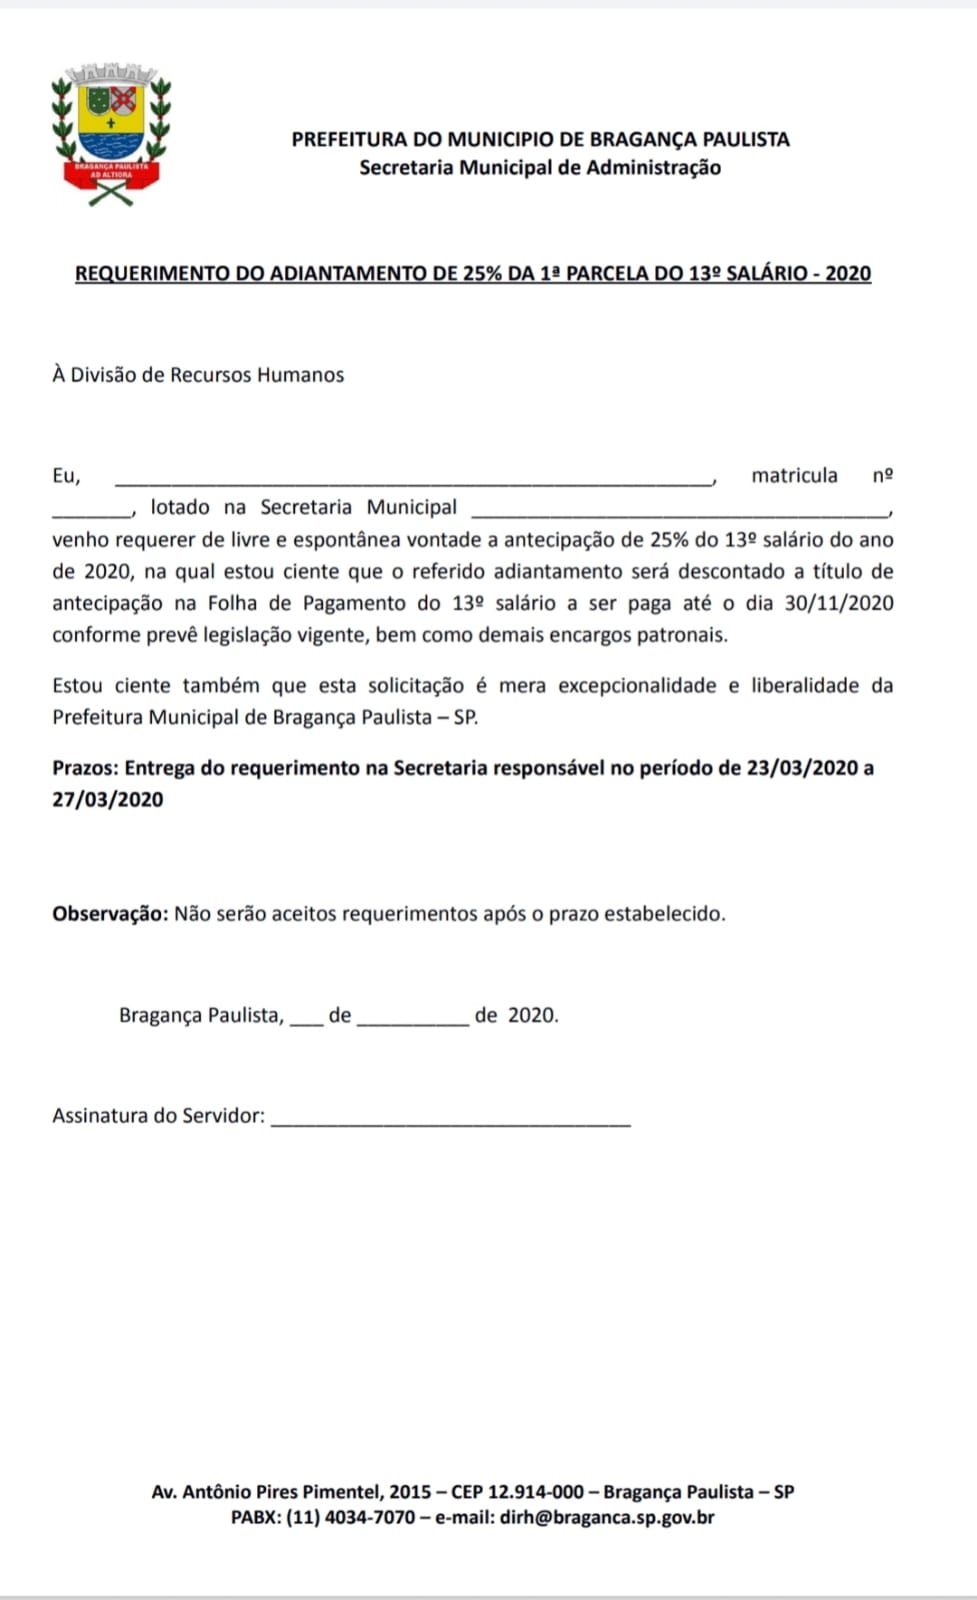 BRAGANÇA PAULISTA
AD ALTIORA
PREFEITURA DO MUNICIPIO DE BRAGANÇA PAULISTA
Secretaria Municipal de Administração
REQUERIMENTO DO ADIANTAMENTO DE 25% DA 1ª PARCELA DO 13º SALÁRIO - 2020
À Divisão de Recursos Humanos
Eu, ______________________________________________________, matricula nº
_______, lotado na Secretaria Municipal ______________________________________,
venho requerer de livre e espontânea vontade a antecipação de 25% do 13º salário do ano
de 2020, na qual estou ciente que o referido adiantamento será descontado a título de
antecipação na Folha de Pagamento do 13º salário a ser paga até o dia 30/11/2020
conforme prevê legislação vigente, bem como demais encargos patronais.
Estou ciente também que esta solicitação é mera excepcionalidade e liberalidade da
Prefeitura Municipal de Bragança Paulista – SP.
Prazos: Entrega do requerimento na Secretaria responsável no período de 23/03/2020 a
27/03/2020
Observação: Não serão aceitos requerimentos após o prazo estabelecido.
Bragança Paulista, ___ de __________ de 2020.
Assinatura do Servidor: ________________________________
Av. Antônio Pires Pimentel, 2015 – CEP 12.914-000 – Bragança Paulista – SP
PABX: (11) 4034-7070 – e-mail: dirh@braganca.sp.gov.br